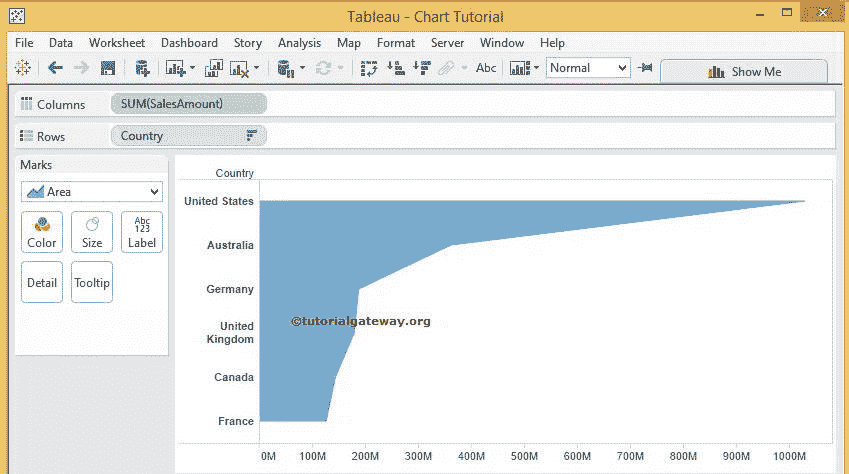 Tableau - Chart Tutorial
File Data Worksheet Dashboard Story Analysis Map Format Server Window Help
Abc Normal Show Me
Columns SUM(SalesAmount)
Rows Country
Marks
Area
Abc
123
Color Size Label
Detail Tooltip
Country
United States
Australia
Germany
©tutorialgateway.org
United
Kingdom
Canada
France
0M 100M 200M 300M 400M 500M 600M 700M 800M 900M 1000M